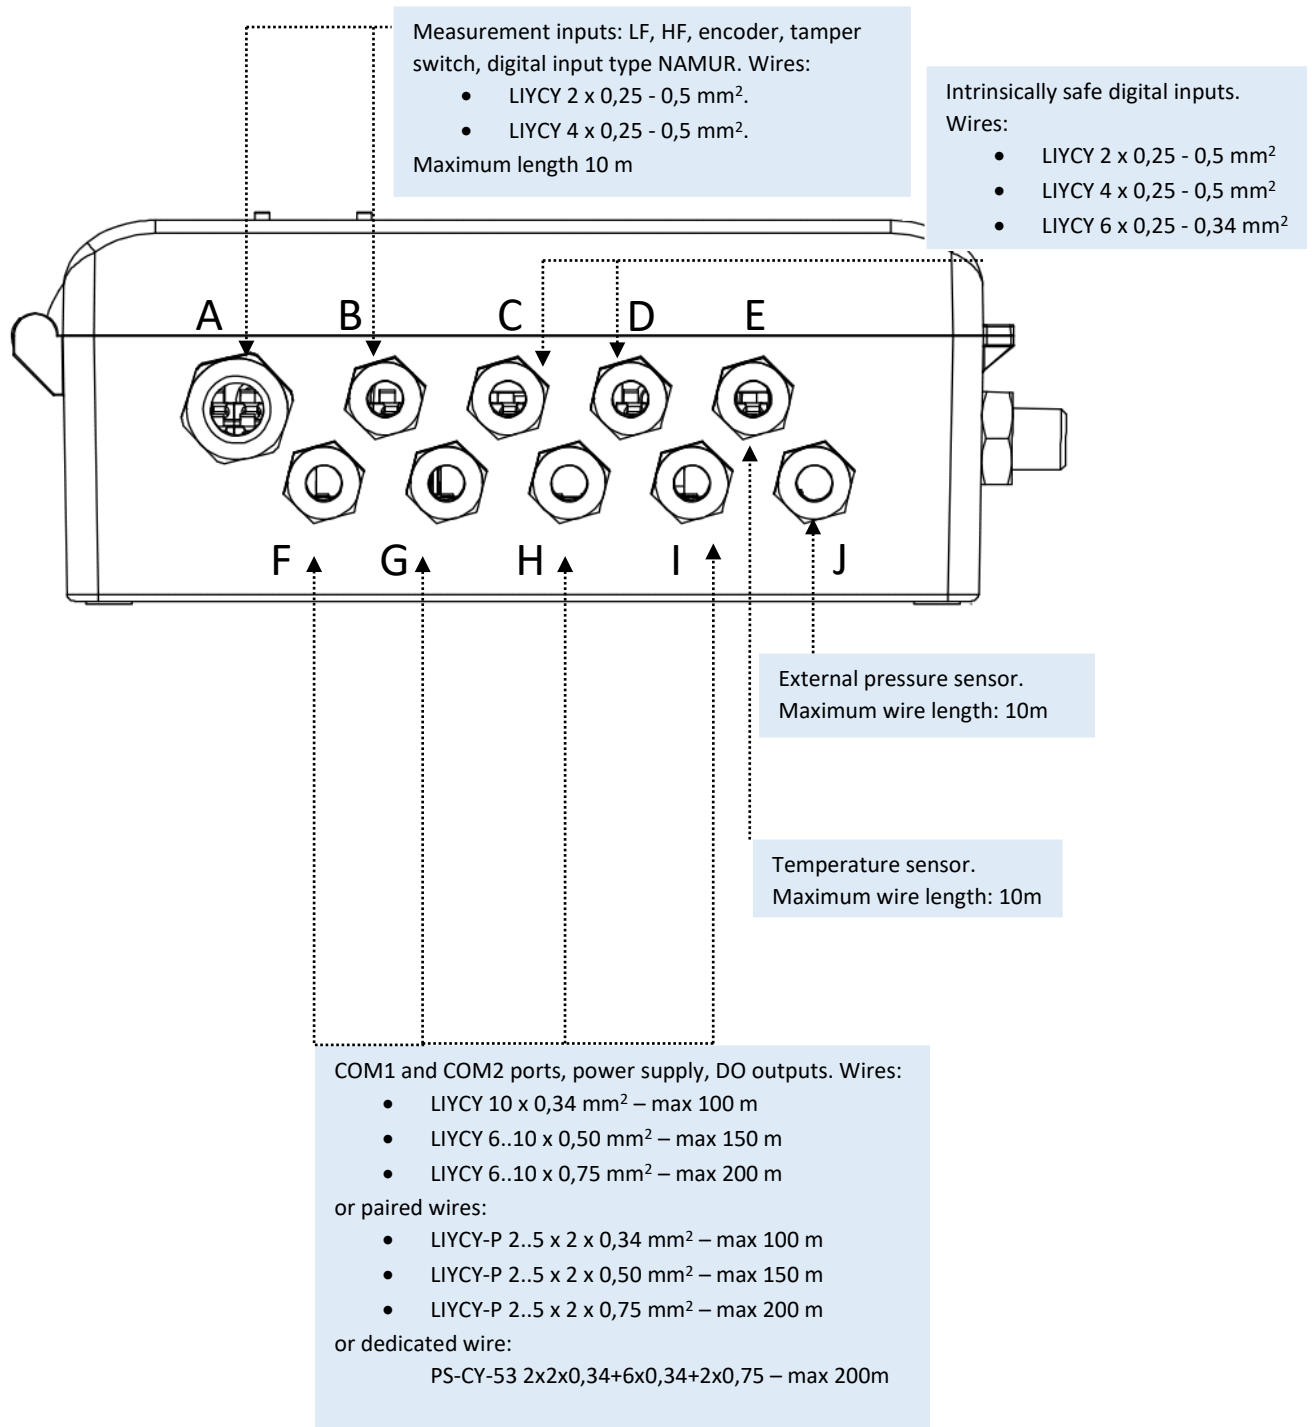 Measurement inputs: LF, HF, encoder, tamper
switch, digital input type NAMUR. Wires:
• LIYCY 2 x 0,25 - 0,5 mm².
• LIYCY 4 x 0,25 - 0,5 mm².
Maximum length 10 m
Intrinsically safe digital inputs.
Wires:
• LIYCY 2 x 0,25 - 0,5 mm²
• LIYCY 4 x 0,25 - 0,5 mm²
• LIYCY 6 x 0,25 - 0,34 mm²
A B C D E
F G H I J
External pressure sensor.
Maximum wire length: 10m
Temperature sensor.
Maximum wire length: 10m
COM1 and COM2 ports, power supply, DO outputs. Wires:
• LIYCY 10 x 0,34 mm² – max 100 m
• LIYCY 6..10 x 0,50 mm² – max 150 m
• LIYCY 6..10 x 0,75 mm² – max 200 m
or paired wires:
• LIYCY-P 2..5 x 2 x 0,34 mm² – max 100 m
• LIYCY-P 2..5 x 2 x 0,50 mm² – max 150 m
• LIYCY-P 2..5 x 2 x 0,75 mm² – max 200 m
or dedicated wire:
PS-CY-53 2x2x0,34+6x0,34+2x0,75 – max 200m